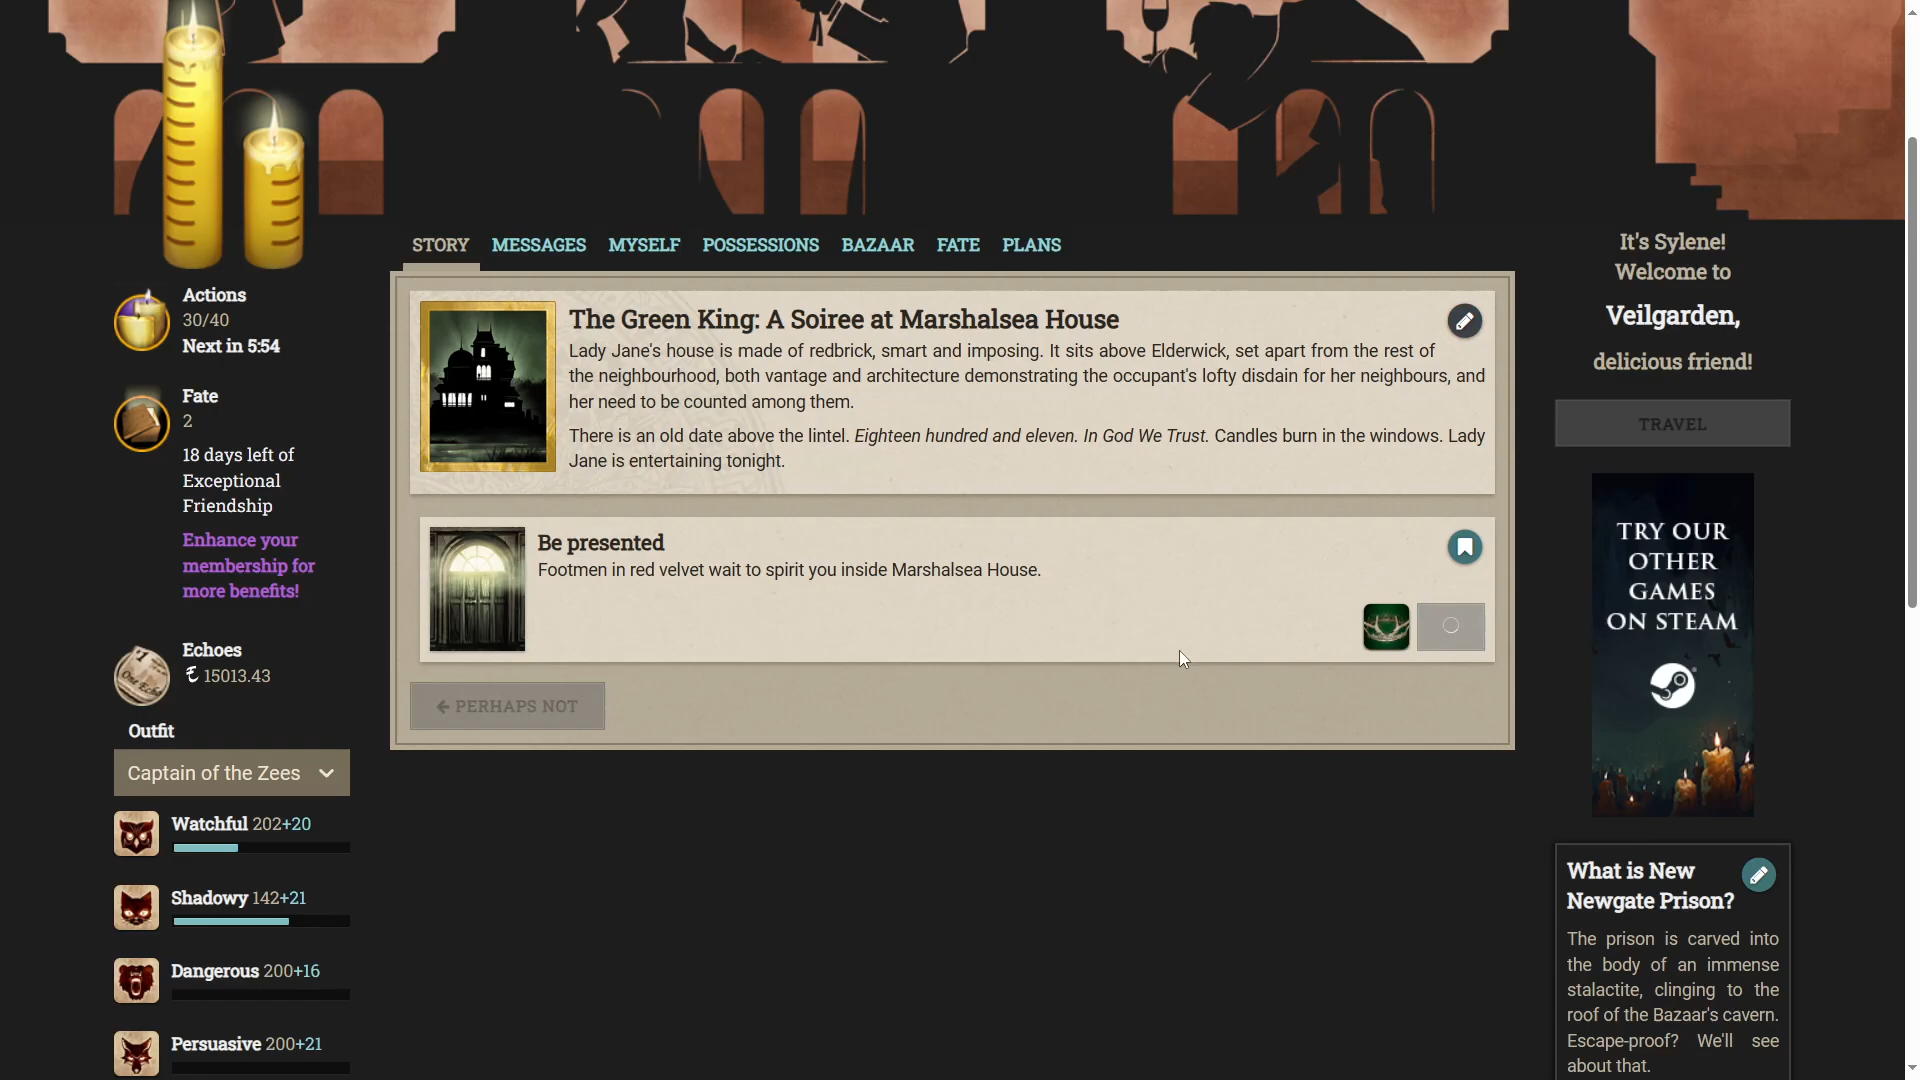 STORY MESSAGES MYSELF POSSESSIONS BAZAAR FATE PLANS
Actions
30/40
Next in 5:54
Fate
2
18 days left of
Exceptional
Friendship
Enhance your
membership for
more benefits!
Echoes
15013.43
Outfit
Captain of the Zees
Watchful 202+20
Shadowy 142+21
Dangerous 200+16
Persuasive 200+21
The Green King: A Soiree at Marshalsea House
Lady Jane's house is made of redbrick, smart and imposing. It sits above Elderwick, set apart from the rest of
the neighbourhood, both vantage and architecture demonstrating the occupant's lofty disdain for her neighbours, and
her need to be counted among them.
There is an old date above the lintel. Eighteen hundred and eleven. In God We Trust. Candles burn in the windows. Lady
Jane is entertaining tonight.
Be presented
Footmen in red velvet wait to spirit you inside Marshalsea House.
PERHAPS NOT
It's Sylene!
Welcome to
Veilgarden,
delicious friend!
TRAVEL
TRY OUR
OTHER
GAMES
ON STEAM
What is New
Newgate Prison?
The prison is carved into
the body of an immense
stalactite, clinging to the
roof of the Bazaar's cavern.
Escape-proof? We'll see
about that.